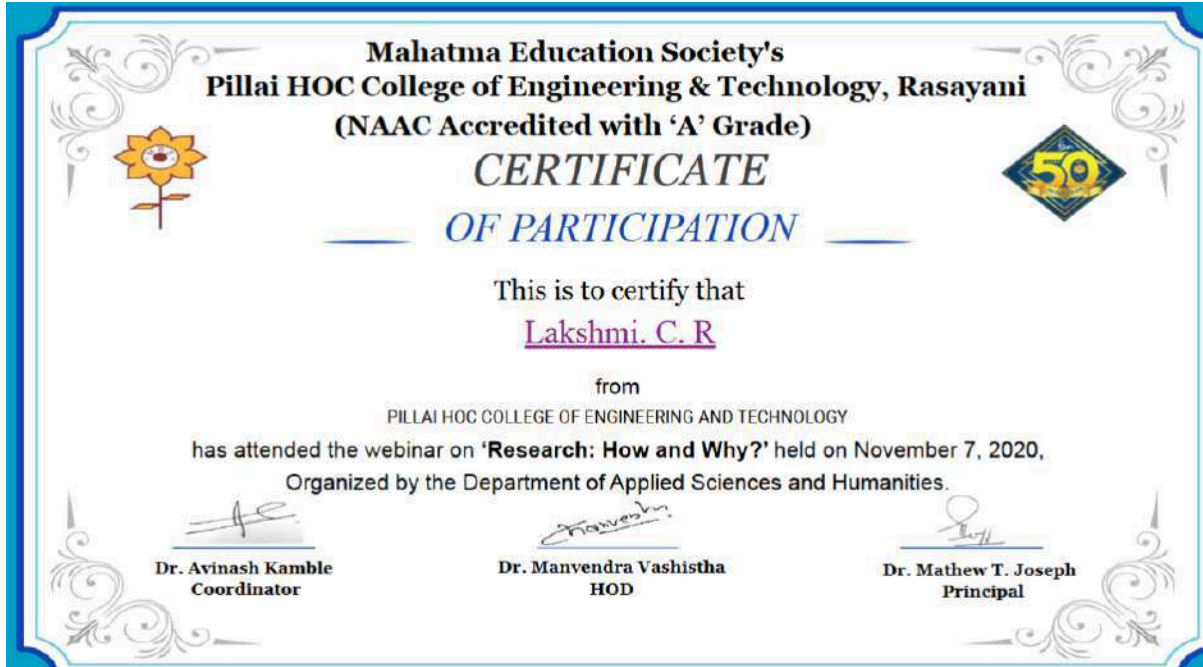 Mahatma Education Society's
Pillai HOC College of Engineering & Technology, Rasayani
(NAAC Accredited with ‘A’ Grade)
CERTIFICATE
OF PARTICIPATION
50
This is to certify that
Lakshmi. C. R
from
PILLAI HOC COLLEGE OF ENGINEERING AND TECHNOLOGY
has attended the webinar on ‘Research: How and Why?’ held on November 7, 2020,
Organized by the Department of Applied Sciences and Humanities.
Dr. Avinash Kamble
Coordinator
Dr. Manvendra Vashistha
HOD
Dr. Mathew T. Joseph
Principal